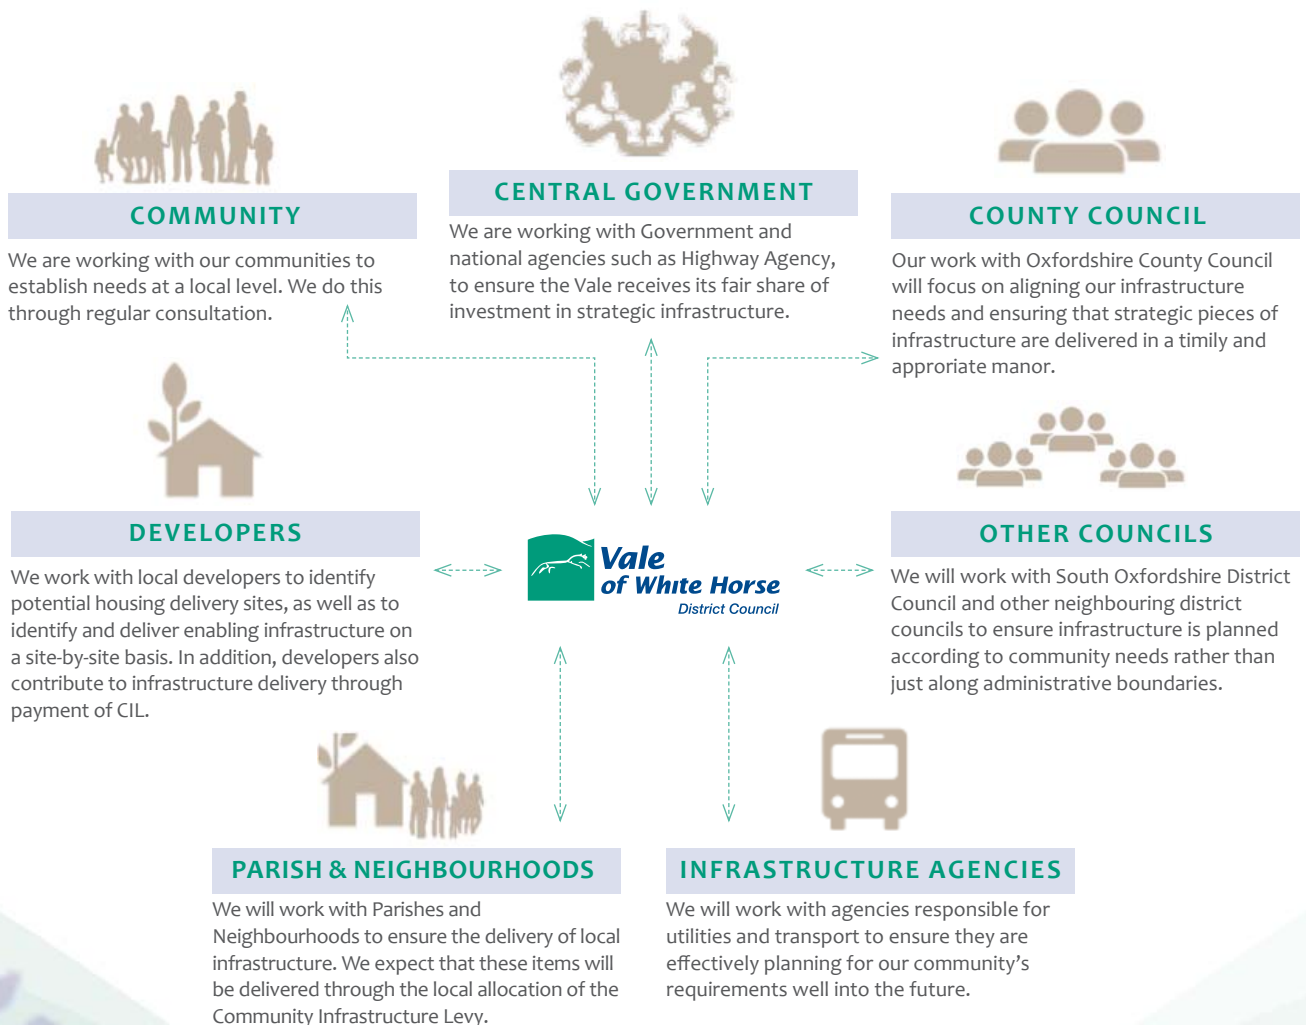 COMMUNITY
We are working with our communities to
establish needs at a local level. We do this
through regular consultation.
CENTRAL GOVERNMENT
We are working with Government and
national agencies such as Highway Agency,
to ensure the Vale receives its fair share of
investment in strategic infrastructure.
COUNTY COUNCIL
Our work with Oxfordshire County Council
will focus on aligning our infrastructure
needs and ensuring that strategic pieces of
infrastructure are delivered in a timily and
approriate manor.
DEVELOPERS
We work with local developers to identify
potential housing delivery sites, as well as to
identify and deliver enabling infrastructure on
a site-by-site basis. In addition, developers also
contribute to infrastructure delivery through
payment of CIL.
Vale
of White Horse
District Council
OTHER COUNCILS
We will work with South Oxfordshire District
Council and other neighbouring district
councils to ensure infrastructure is planned
according to community needs rather than
just along administrative boundaries.
PARISH & NEIGHBOURHOODS
We will work with Parishes and
Neighbourhoods to ensure the delivery of local
infrastructure. We expect that these items will
be delivered through the local allocation of the
Community Infrastructure Levy.
INFRASTRUCTURE AGENCIES
We will work with agencies responsible for
utilities and transport to ensure they are
effectively planning for our community's
requirements well into the future.